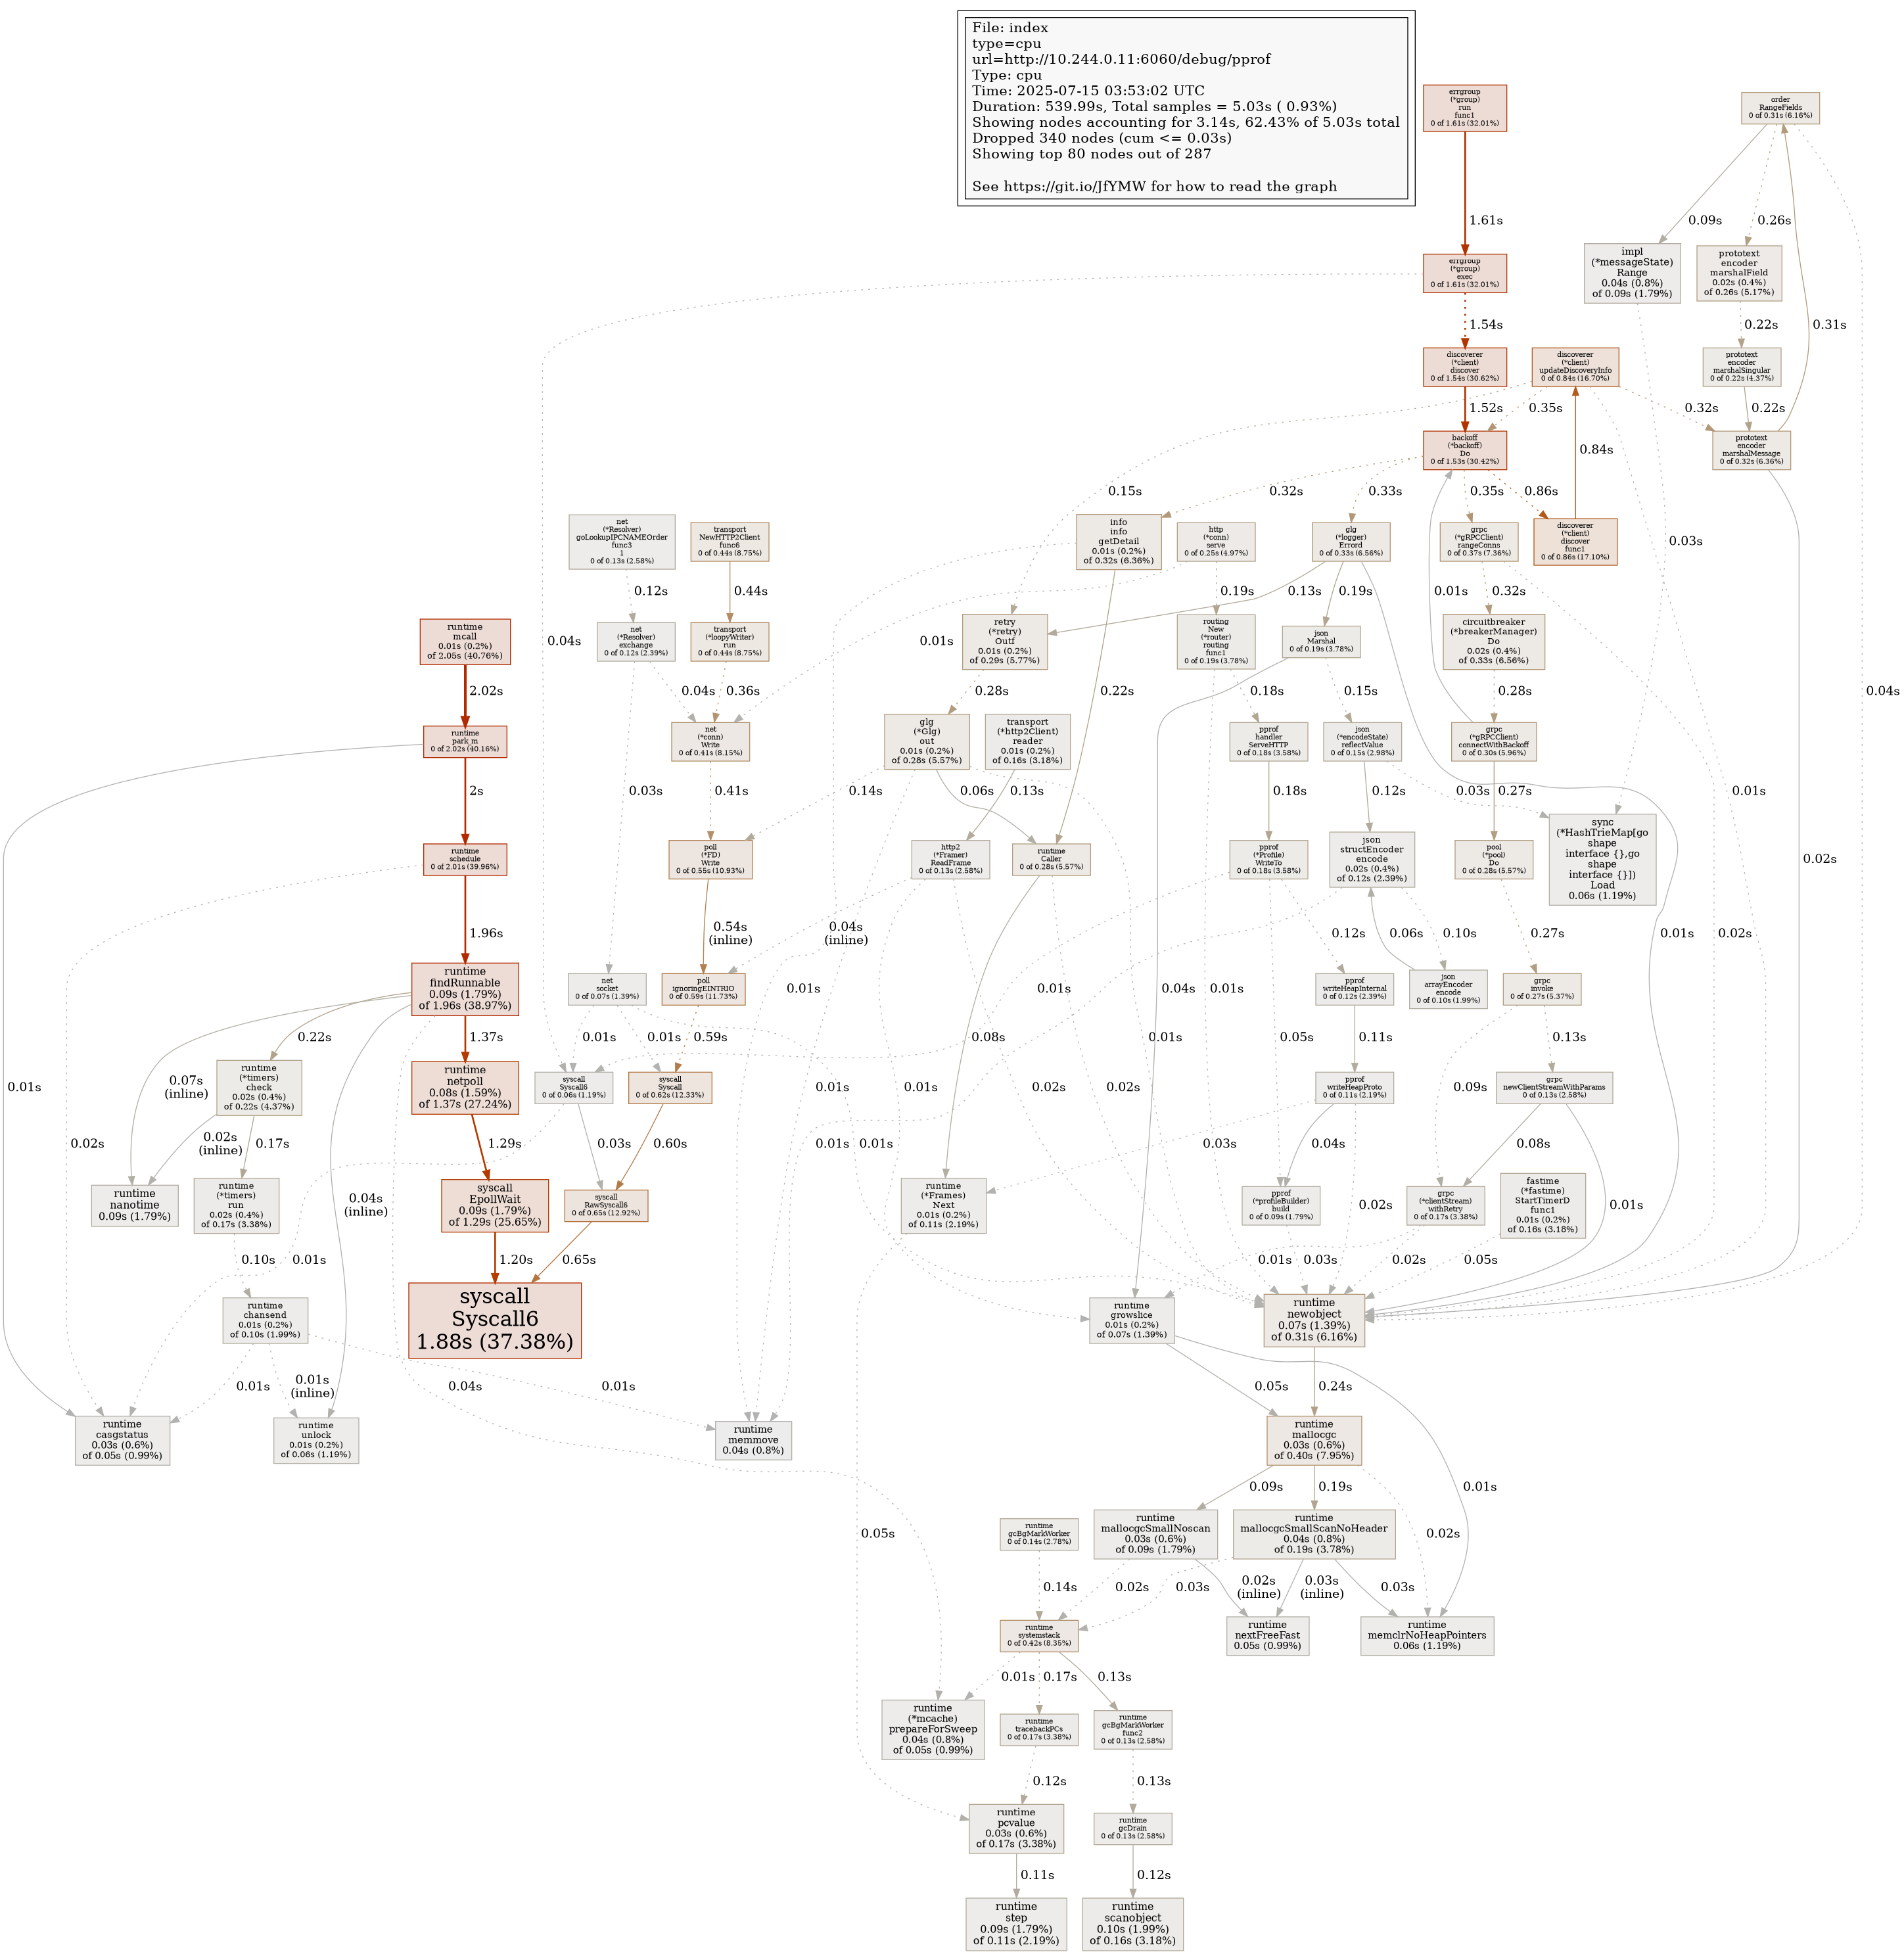 File: index
type=cpu
url=http://10.244.0.11:6060/debug/pprof
Type: cpu
Time: 2025-07-15 03:53:02 UTC
Duration: 539.99s, Total samples = 5.03s ( 0.93%)
Showing nodes accounting for 3.14s, 62.43% of 5.03s total
Dropped 340 nodes (cum <= 0.03s)
Showing top 80 nodes out of 287
See https://git.io/JfYMW for how to read the graph
errgroup
(*group)
run
func1
0 of 1.61s (32.01%)
order
RangeFields
0 of 0.31s (6.16%)
1.61s
0.09s
0.26s
errgroup
(*group)
exec
0 of 1.61s (32.01%)
impl
(*messageState)
Range
0.04s (0.8%)
of 0.09s (1.79%)
prototext
encoder
marshalField
0.02s (0.4%)
of 0.26s (5.17%)
1.54s
0.22s
0.31s
discoverer
(*client)
discover
0 of 1.54s (30.62%)
discoverer
(*client)
updateDiscoveryInfo
0 of 0.84s (16.70%)
prototext
encoder
marshalSingular
0 of 0.22s (4.37%)
1.52s
0.35s
0.32s
0.22s
backoff
(*backoff)
Do
0 of 1.53s (30.42%)
0.84s
prototext
encoder
marshalMessage
0 of 0.32s (6.36%)
0.15s
0.32s
0.33s
0.35s
0.86s
net
(*Resolver)
goLookupIPCNAMEOrder
func3
1
0 of 0.13s (2.58%)
transport
NewHTTP2Client
func6
0 of 0.44s (8.75%)
info
info
getDetail
0.01s (0.2%)
of 0.32s (6.36%)
http
(*conn)
serve
0 of 0.25s (4.97%)
glg
(*logger)
Errord
0 of 0.33s (6.56%)
grpc
(*gRPCClient)
rangeConns
0 of 0.37s (7.36%)
discoverer
(*client)
discover
func1
0 of 0.86s (17.10%)
0.03s
0.12s
0.44s
0.19s
0.13s
0.19s
0.01s
0.32s
runtime
mcall
0.01s (0.2%)
of 2.05s (40.76%)
0.04s
net
(*Resolver)
exchange
0 of 0.12s (2.39%)
transport
(*loopyWriter)
run
0 of 0.44s (8.75%)
0.01s
retry
(*retry)
Outf
0.01s (0.2%)
of 0.29s (5.77%)
routing
New
(*router)
routing
func1
0 of 0.19s (3.78%)
json
Marshal
0 of 0.19s (3.78%)
circuitbreaker
(*breakerManager)
Do
0.02s (0.4%)
of 0.33s (6.56%)
2.02s
0.04s
0.36s
0.28s
0.22s
0.18s
0.15s
0.28s
0.04s
runtime
park_m
0 of 2.02s (40.16%)
net
(*conn)
Write
0 of 0.41s (8.15%)
glg
(*Glg)
out
0.01s (0.2%)
of 0.28s (5.57%)
transport
(*http2Client)
reader
0.01s (0.2%)
of 0.16s (3.18%)
pprof
handler
ServeHTTP
0 of 0.18s (3.58%)
json
(*encodeState)
reflectValue
0 of 0.15s (2.98%)
grpc
(*gRPCClient)
connectWithBackoff
0 of 0.30s (5.96%)
2s
0.03s
0.41s
0.14s
0.06s
0.13s
0.18s
0.12s
0.03s
0.27s
0.01s
runtime
schedule
0 of 2.01s (39.96%)
poll
(*FD)
Write
0 of 0.55s (10.93%)
http2
(*Framer)
ReadFrame
0 of 0.13s (2.58%)
runtime
Caller
0 of 0.28s (5.57%)
pprof
(*Profile)
WriteTo
0 of 0.18s (3.58%)
json
structEncoder
encode
0.02s (0.4%)
of 0.12s (2.39%)
pool
(*pool)
Do
0 of 0.28s (5.57%)
sync
(*HashTrieMap[go
shape
interface {},go
shape
interface {}])
Load
0.06s (1.19%)
0.02s
1.96s
0.54s
(inline)
0.04s
(inline)
0.12s
0.06s
0.10s
0.27s
0.01s
0.02s
runtime
findRunnable
0.09s (1.79%)
of 1.96s (38.97%)
net
socket
0 of 0.07s (1.39%)
poll
ignoringEINTRIO
0 of 0.59s (11.73%)
0.01s
0.01s
0.04s
0.01s
pprof
writeHeapInternal
0 of 0.12s (2.39%)
json
arrayEncoder
encode
0 of 0.10s (1.99%)
grpc
invoke
0 of 0.27s (5.37%)
0.22s
1.37s
0.01s
0.01s
0.59s
0.08s
0.01s
0.05s
0.11s
0.13s
0.07s
(inline)
runtime
(*timers)
check
0.02s (0.4%)
of 0.22s (4.37%)
runtime
netpoll
0.08s (1.59%)
of 1.37s (27.24%)
syscall
Syscall6
0 of 0.06s (1.19%)
syscall
Syscall
0 of 0.62s (12.33%)
0.01s
0.01s
0.02s
0.02s
pprof
writeHeapProto
0 of 0.11s (2.19%)
0.09s
grpc
newClientStreamWithParams
0 of 0.13s (2.58%)
0.01s
0.02s
(inline)
0.17s
1.29s
0.03s
0.60s
0.01s
0.01s
0.03s
0.04s
0.08s
0.02s
runtime
nanotime
0.09s (1.79%)
runtime
(*timers)
run
0.02s (0.4%)
of 0.17s (3.38%)
0.04s
(inline)
syscall
EpollWait
0.09s (1.79%)
of 1.29s (25.65%)
syscall
RawSyscall6
0 of 0.65s (12.92%)
runtime
(*Frames)
Next
0.01s (0.2%)
of 0.11s (2.19%)
pprof
(*profileBuilder)
build
0 of 0.09s (1.79%)
0.02s
grpc
(*clientStream)
withRetry
0 of 0.17s (3.38%)
0.01s
fastime
(*fastime)
StartTimerD
func1
0.01s (0.2%)
of 0.16s (3.18%)
0.10s
0.01s
1.20s
0.65s
0.01s
0.03s
0.02s
0.05s
runtime
chansend
0.01s (0.2%)
of 0.10s (1.99%)
syscall
Syscall6
1.88s (37.38%)
runtime
growslice
0.01s (0.2%)
of 0.07s (1.39%)
runtime
newobject
0.07s (1.39%)
of 0.31s (6.16%)
0.01s
0.01s
(inline)
0.04s
0.01s
0.05s
0.24s
runtime
casgstatus
0.03s (0.6%)
of 0.05s (0.99%)
runtime
unlock
0.01s (0.2%)
of 0.06s (1.19%)
runtime
memmove
0.04s (0.8%)
runtime
mallocgc
0.03s (0.6%)
of 0.40s (7.95%)
0.09s
0.19s
0.01s
0.05s
runtime
gcBgMarkWorker
0 of 0.14s (2.78%)
runtime
mallocgcSmallNoscan
0.03s (0.6%)
of 0.09s (1.79%)
runtime
mallocgcSmallScanNoHeader
0.04s (0.8%)
of 0.19s (3.78%)
0.02s
0.14s
0.02s
0.03s
0.02s
(inline)
0.03s
(inline)
0.03s
runtime
systemstack
0 of 0.42s (8.35%)
runtime
nextFreeFast
0.05s (0.99%)
runtime
memclrNoHeapPointers
0.06s (1.19%)
0.01s
0.17s
0.13s
runtime
(*mcache)
prepareForSweep
0.04s (0.8%)
of 0.05s (0.99%)
runtime
tracebackPCs
0 of 0.17s (3.38%)
runtime
gcBgMarkWorker
func2
0 of 0.13s (2.58%)
0.12s
0.13s
runtime
pcvalue
0.03s (0.6%)
of 0.17s (3.38%)
runtime
gcDrain
0 of 0.13s (2.58%)
0.11s
0.12s
runtime
step
0.09s (1.79%)
of 0.11s (2.19%)
runtime
scanobject
0.10s (1.99%)
of 0.16s (3.18%)